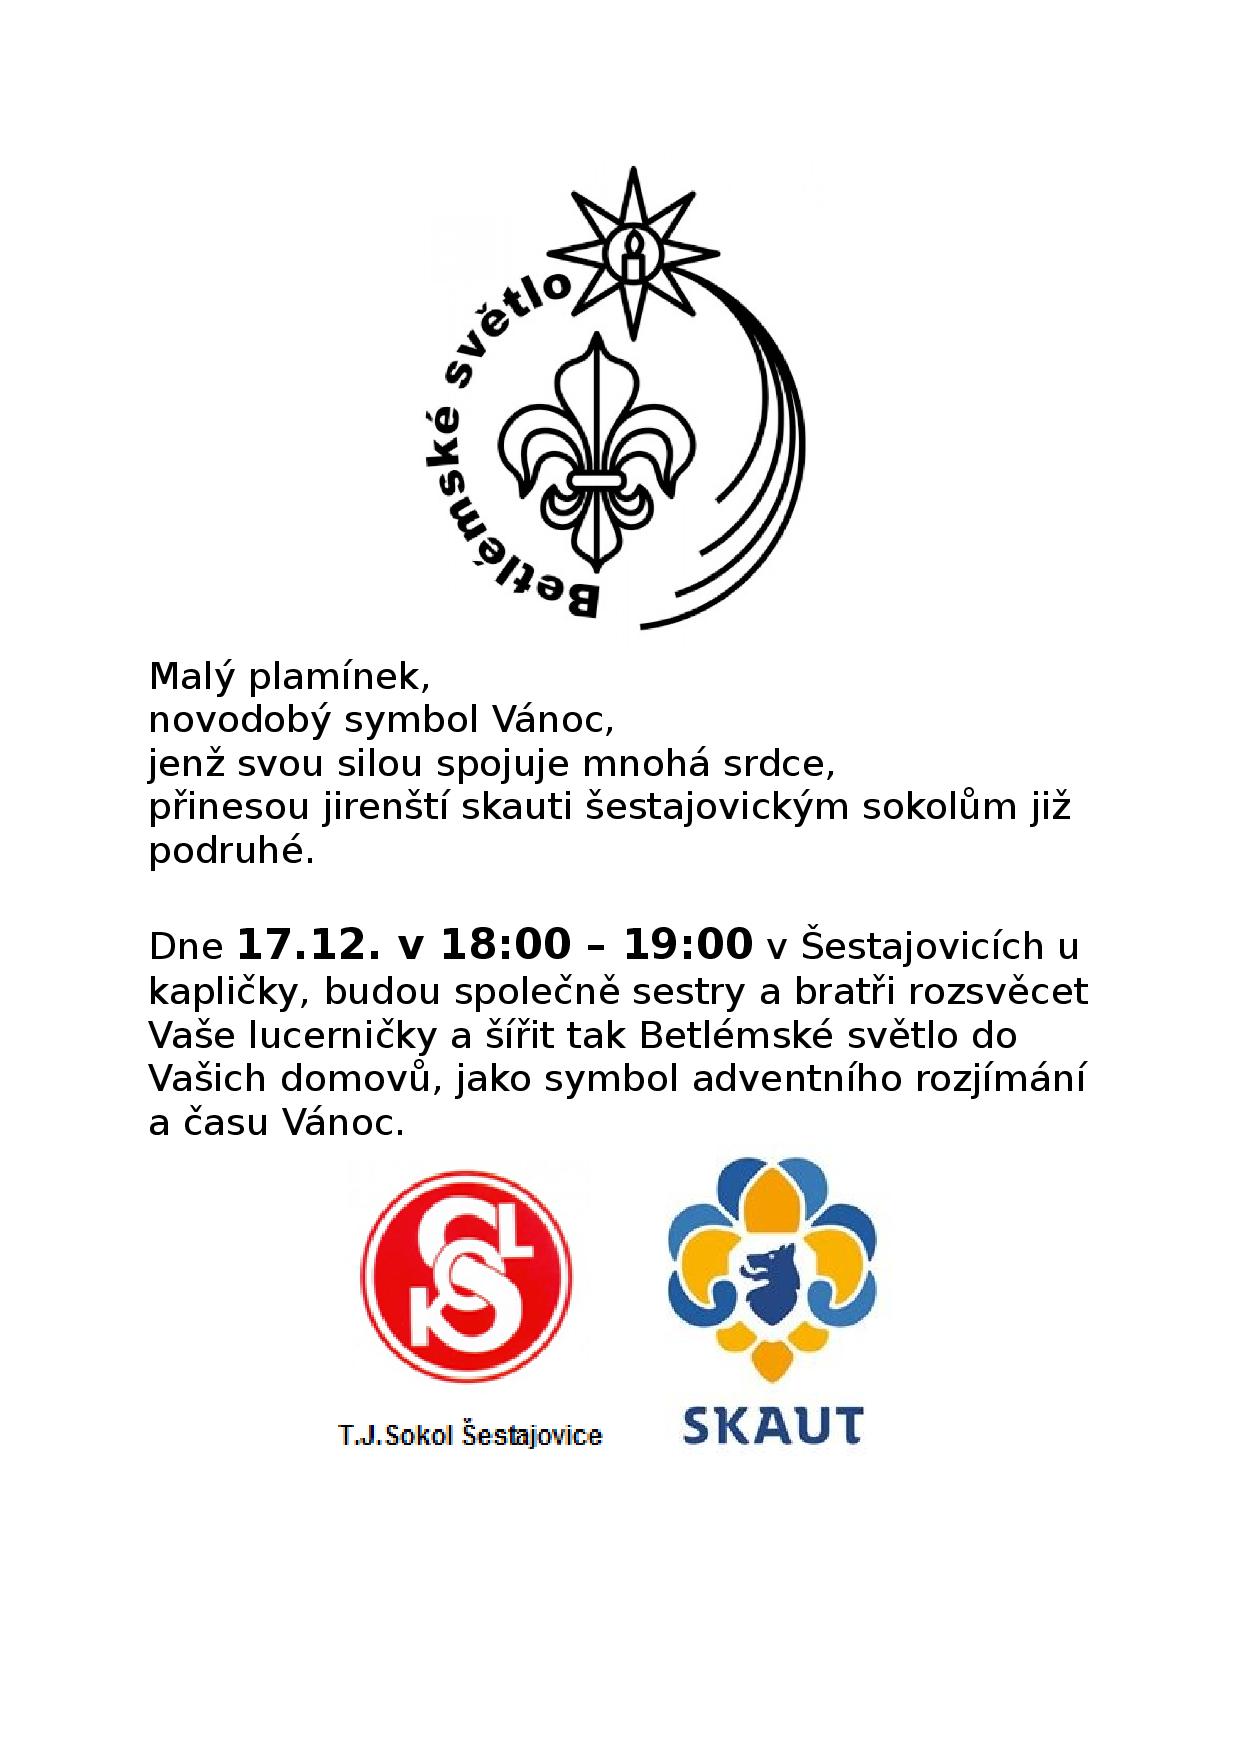 Betlémské světlo
Malý plamínek,
novodobý symbol Vánoc,
jenž svou silou spojuje mnohá srdce,
přinesou jirenští skauti šestajovickým sokolům již
podruhé.
Dne 17.12. v 18:00 – 19:00 v Šestajovicích u
kapličky, budou společně sestry a bratři rozsvěcet
Vaše lucerničky a šířit tak Betlémské světlo do
Vašich domovů, jako symbol adventního rozjímání
a času Vánoc.
SOKOL
T.J.Sokol Šestajovice
SKAUT